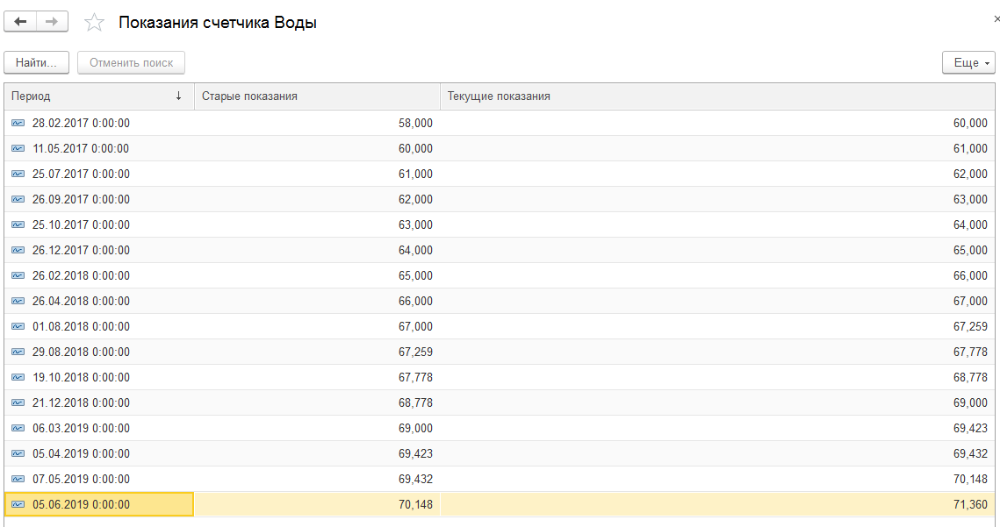 Показания счетчика Воды
Найти... Отменить поиск Еще
Период Старые показания Текущие показания
28.02.2017 0:00:00 58,000 60,000
11.05.2017 0:00:00 60,000 61,000
25.07.2017 0:00:00 61,000 62,000
26.09.2017 0:00:00 62,000 63,000
25.10.2017 0:00:00 63,000 64,000
26.12.2017 0:00:00 64,000 65,000
26.02.2018 0:00:00 65,000 66,000
26.04.2018 0:00:00 66,000 67,000
01.08.2018 0:00:00 67,000 67,259
29.08.2018 0:00:00 67,259 67,778
19.10.2018 0:00:00 67,778 68,778
21.12.2018 0:00:00 68,778 69,000
06.03.2019 0:00:00 69,000 69,423
05.04.2019 0:00:00 69,423 69,432
07.05.2019 0:00:00 69,432 70,148
05.06.2019 0:00:00 70,148 71,360